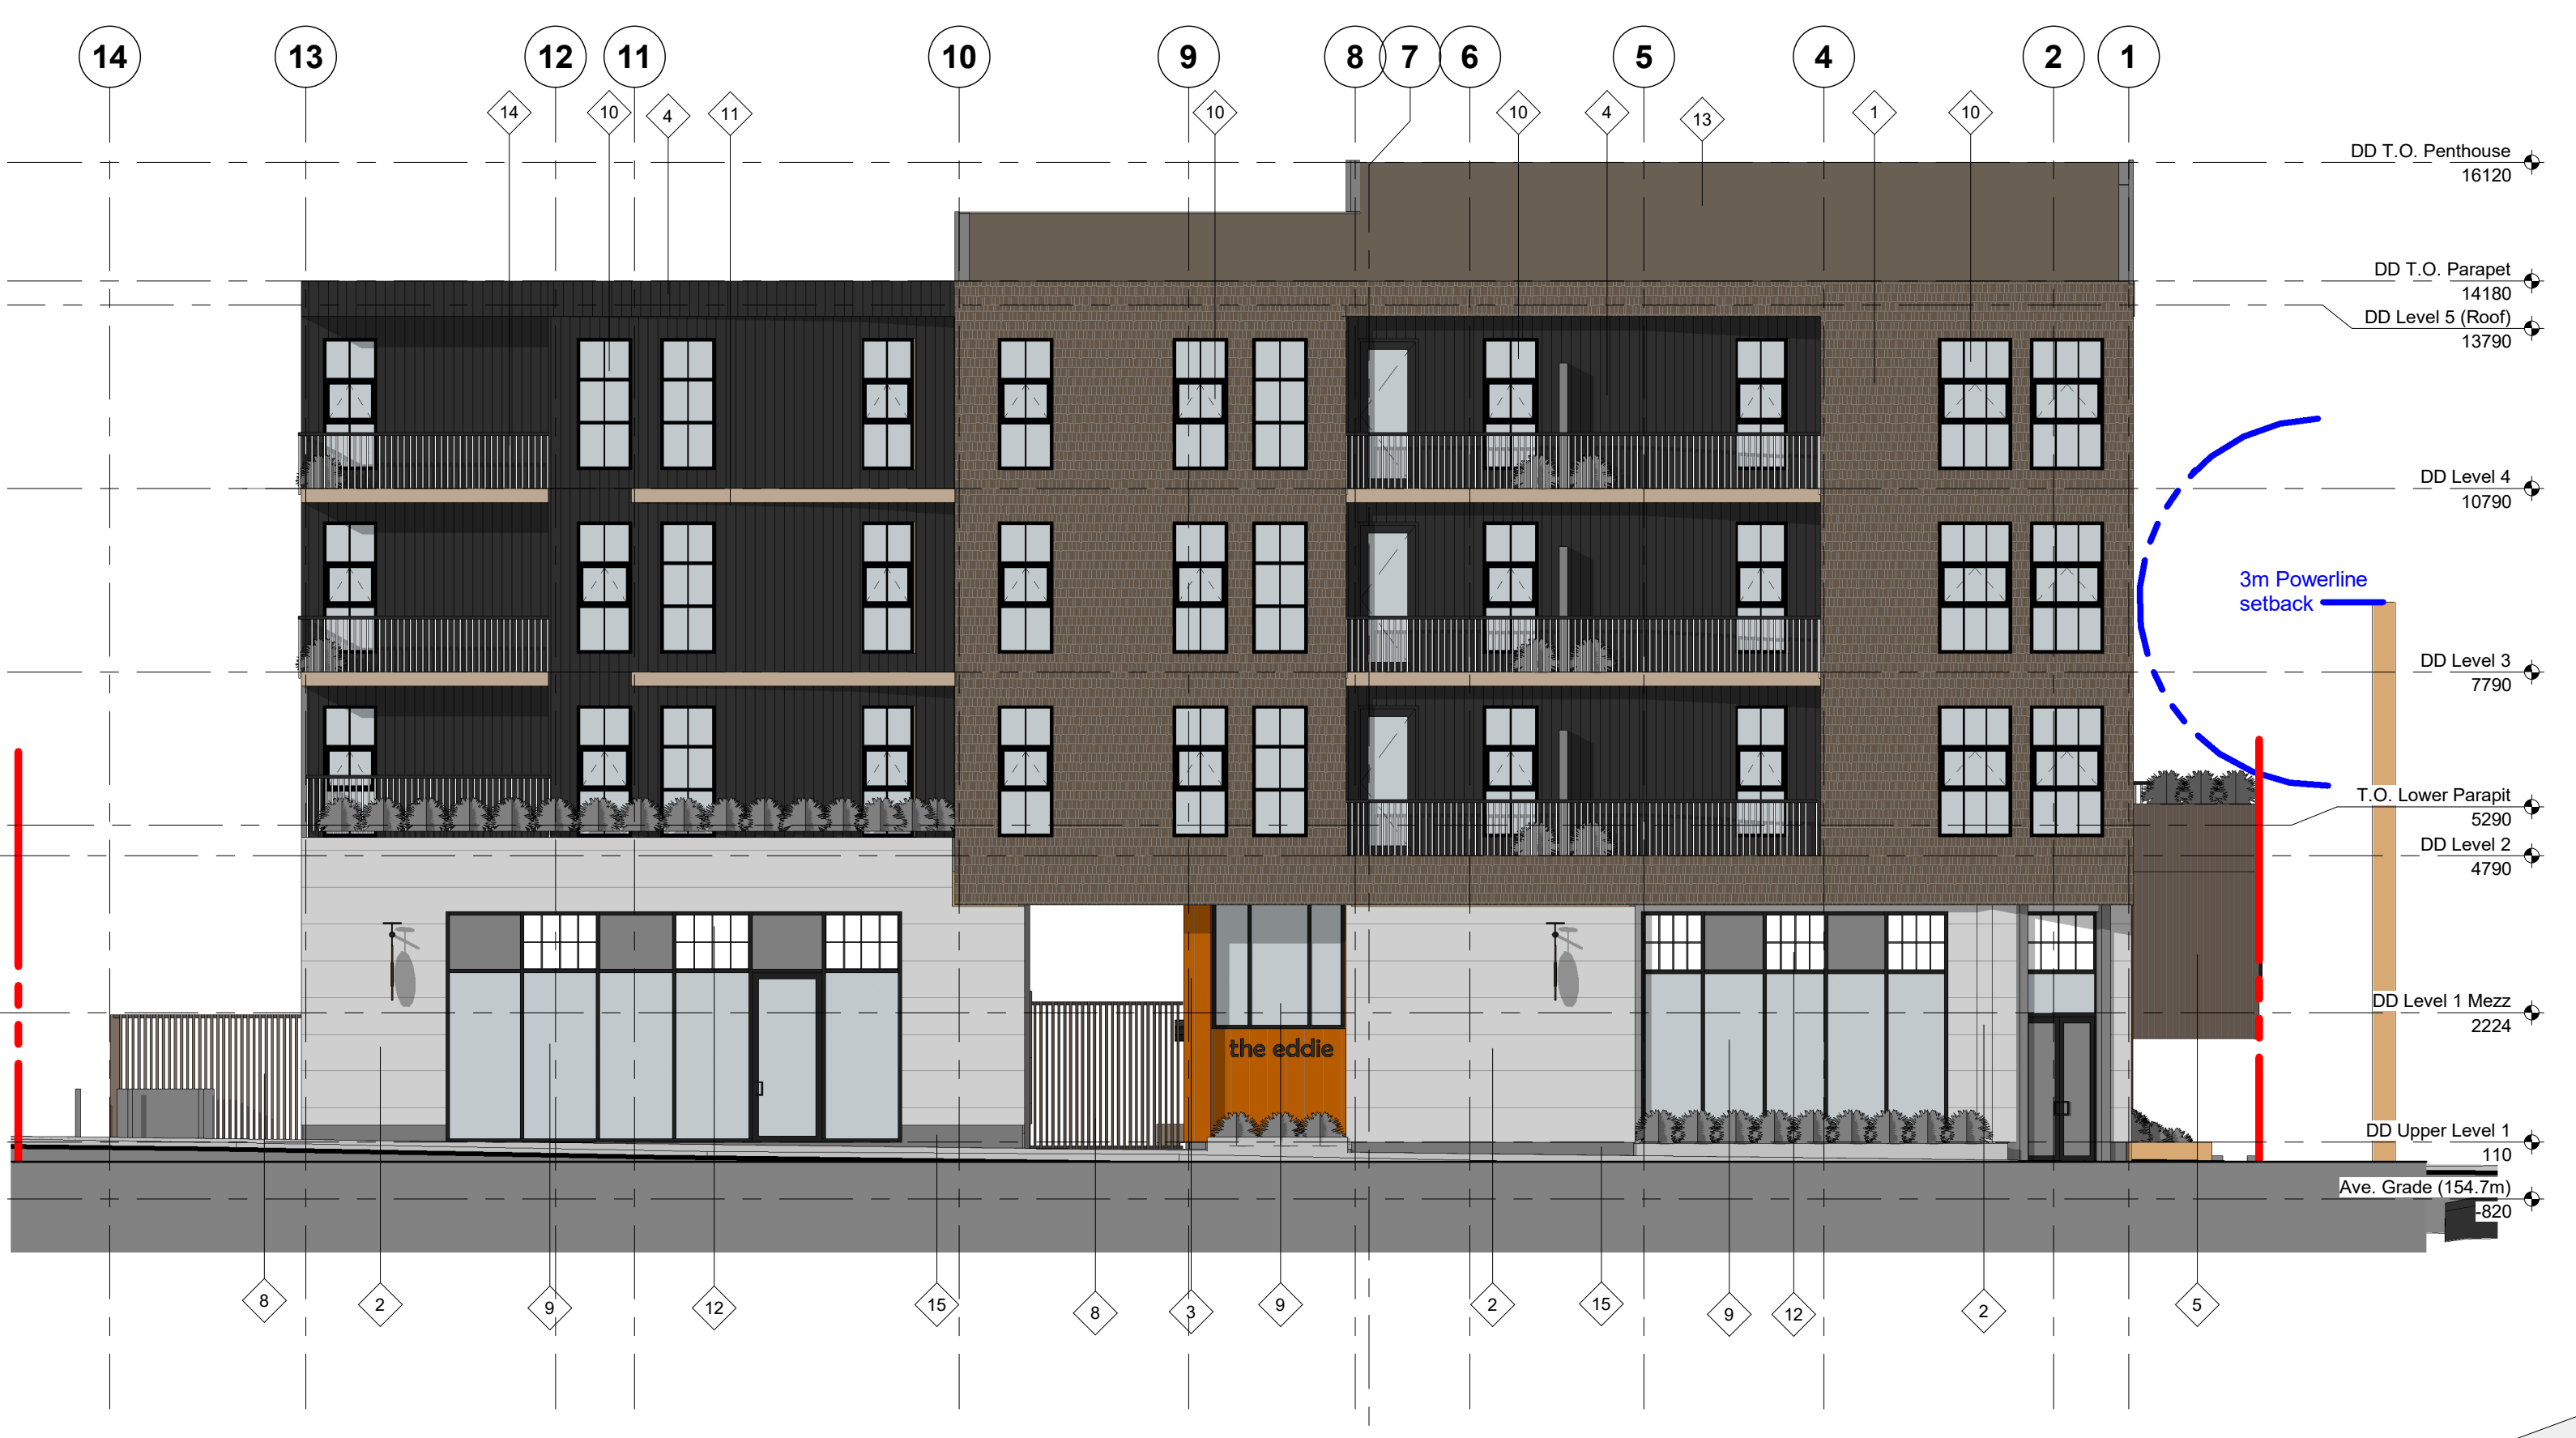 14 13 12 11 10 9 8 7 6 5 4 2 1
14 10 4 11 10 10 4 13 1 10
DD T.O. Penthouse
16120
DD T.O. Parapet
14180
DD Level 5 (Roof)
13790
DD Level 4
10790
3m Powerline
setback
DD Level 3
7790
T.O. Lower Parapit
5290
DD Level 2
4790
DD Level 1 Mezz
2224
the eddie
DD Upper Level 1
110
Ave. Grade (154.7m)
-820
8 2 9 12 15 8 3 9 2 15 9 12 2 5